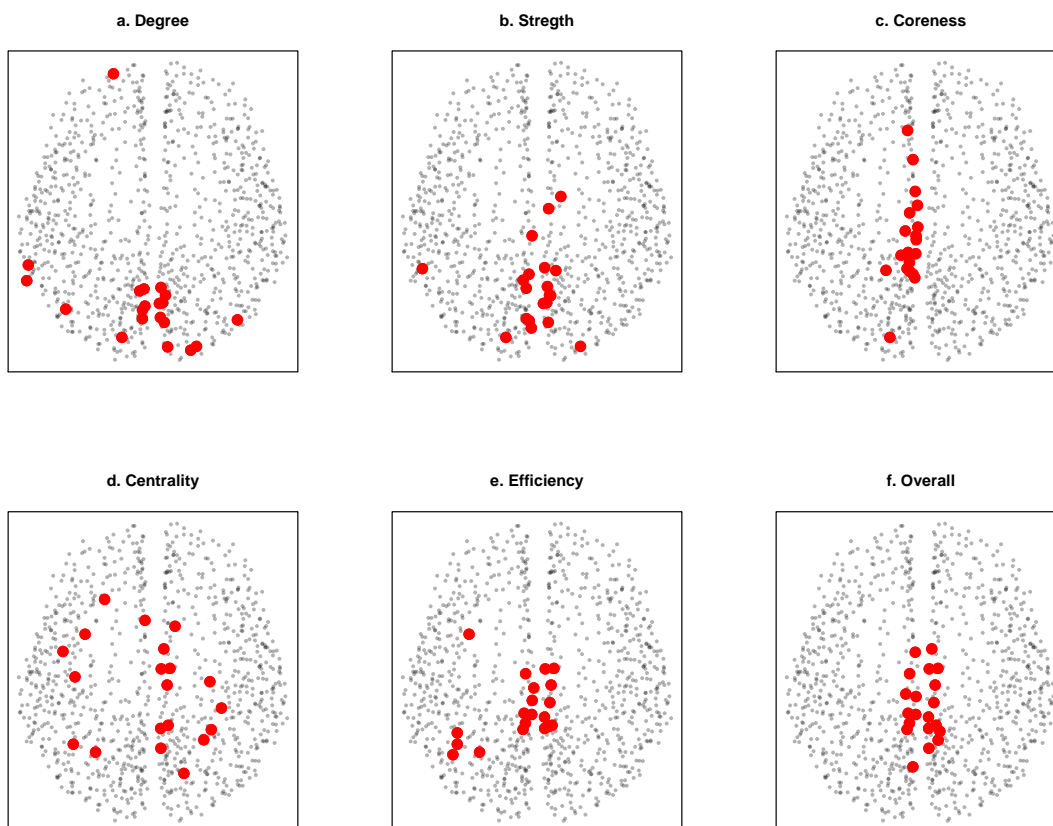 a. Degree
b. Stregth
c. Coreness
d. Centrality
e. Efficiency
f. Overall